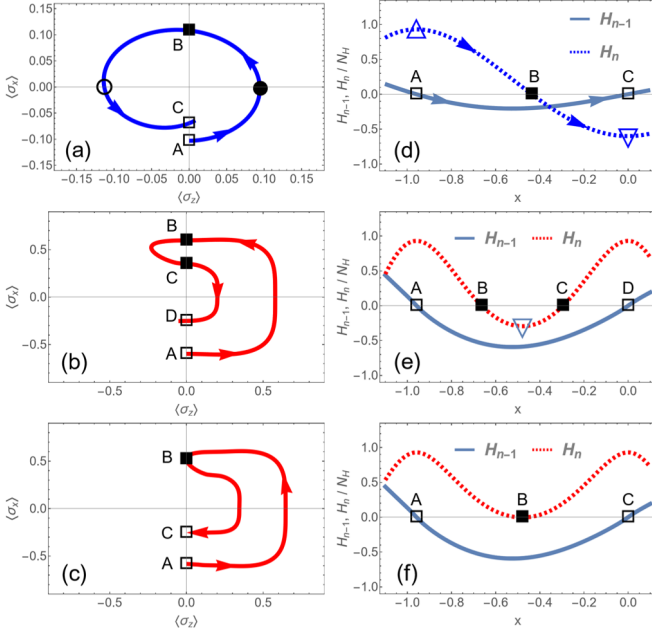 0.15
0.10
0.05
0.00
-0.05
-0.10
-0.15
⟨σx⟩
B
C
A
(a)
-0.15 -0.10 -0.05 0.00 0.05 0.10 0.15
⟨σz⟩
1.0
0.5
0.0
-0.5
-1.0
Hn-1, Hn / NH
Hn-1
Hn
A B C
(d)
-1.0 -0.8 -0.6 -0.4 -0.2 0.0
x
0.5
0.0
-0.5
⟨σx⟩
B
C
D
A
(b)
-0.5 0.0 0.5
⟨σz⟩
1.0
0.5
0.0
-0.5
-1.0
Hn-1, Hn / NH
Hn-1 Hn
A B C D
(e)
-1.0 -0.8 -0.6 -0.4 -0.2 0.0
x
0.5
0.0
-0.5
⟨σx⟩
B
C
A
(c)
-0.5 0.0 0.5
⟨σz⟩
1.0
0.5
0.0
-0.5
-1.0
Hn-1, Hn / NH
Hn-1 Hn
A B C
(f)
-1.0 -0.8 -0.6 -0.4 -0.2 0.0
x